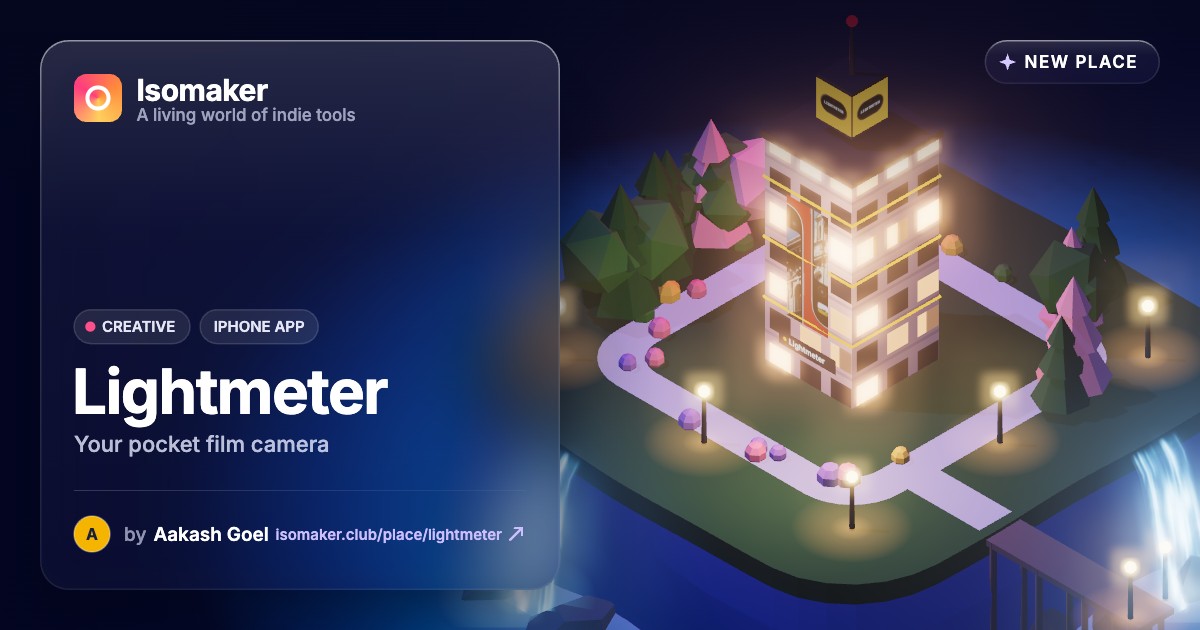 Isomaker
A living world of indie tools
NEW PLACE
CREATIVE
IPHONE APP
Lightmeter
Your pocket film camera
A
by Aakash Goel isomaker.club/place/lightmeter ↗
Lightmeter